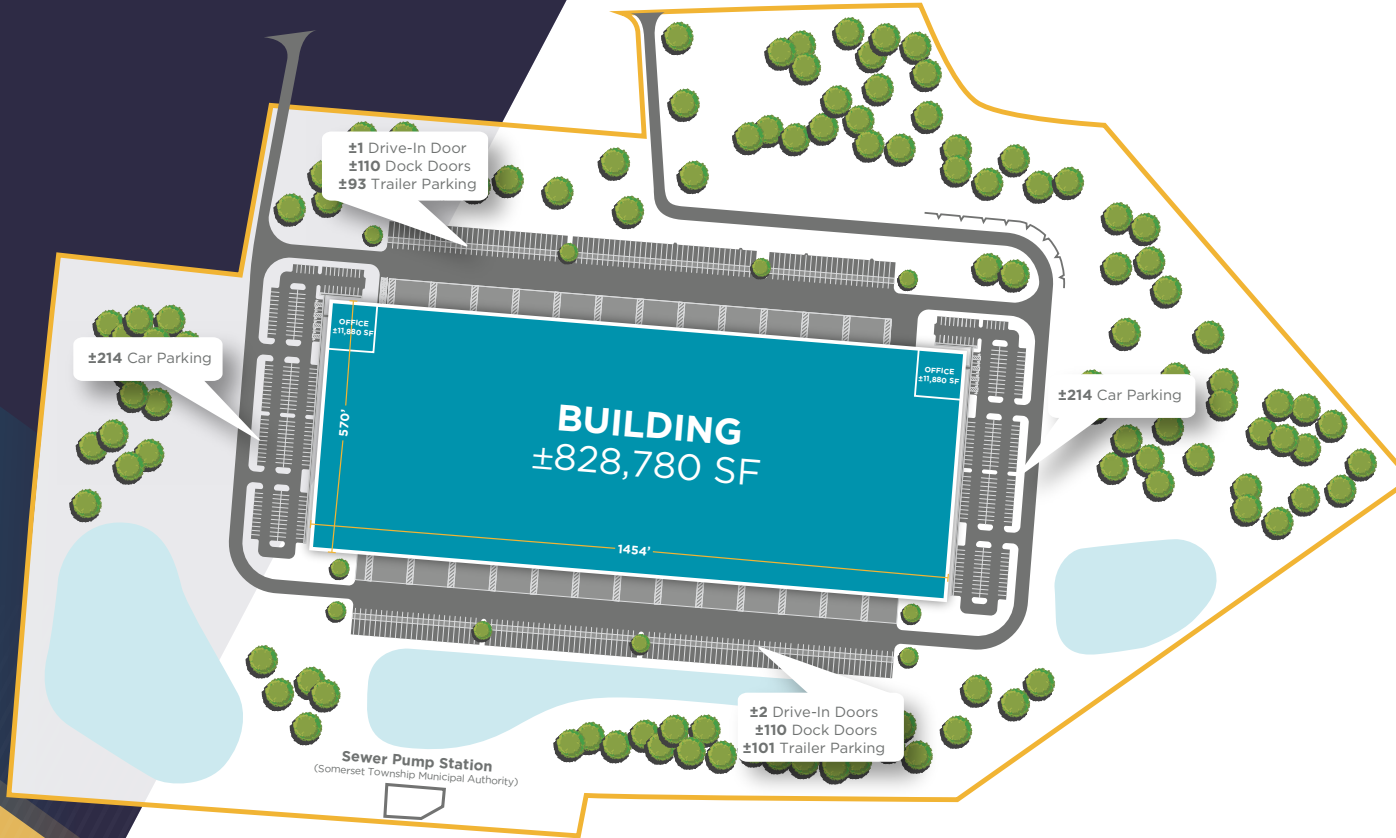 ±1 Drive-In Door
±110 Dock Doors
±93 Trailer Parking
OFFICE
±11,880 SF
±214 Car Parking
570'
BUILDING
±828,780 SF
1454'
OFFICE
±11,880 SF
±214 Car Parking
±2 Drive-In Doors
±110 Dock Doors
±101 Trailer Parking
Sewer Pump Station
(Somerset Township Municipal Authority)